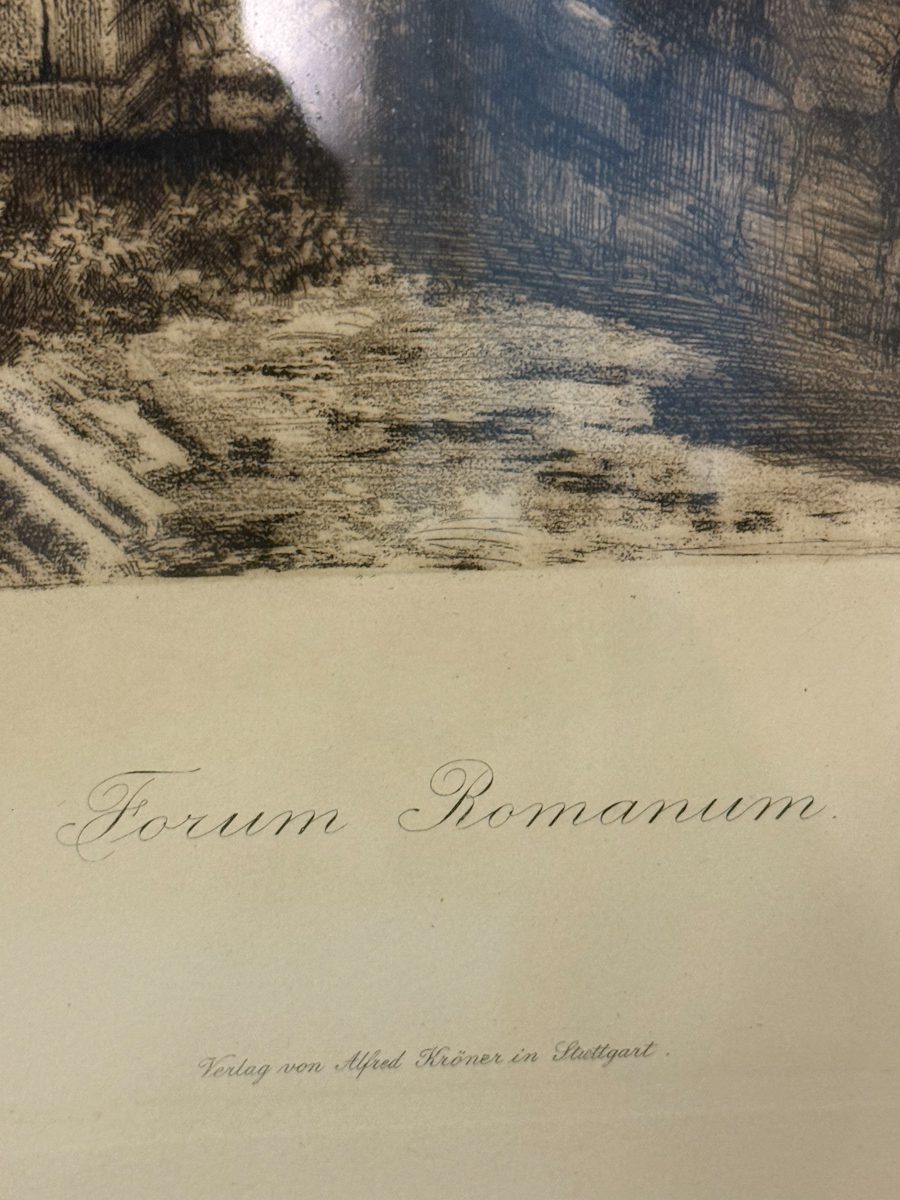 Forum Romanum.
Verlag von Alfred Kröner in Stuttgart.